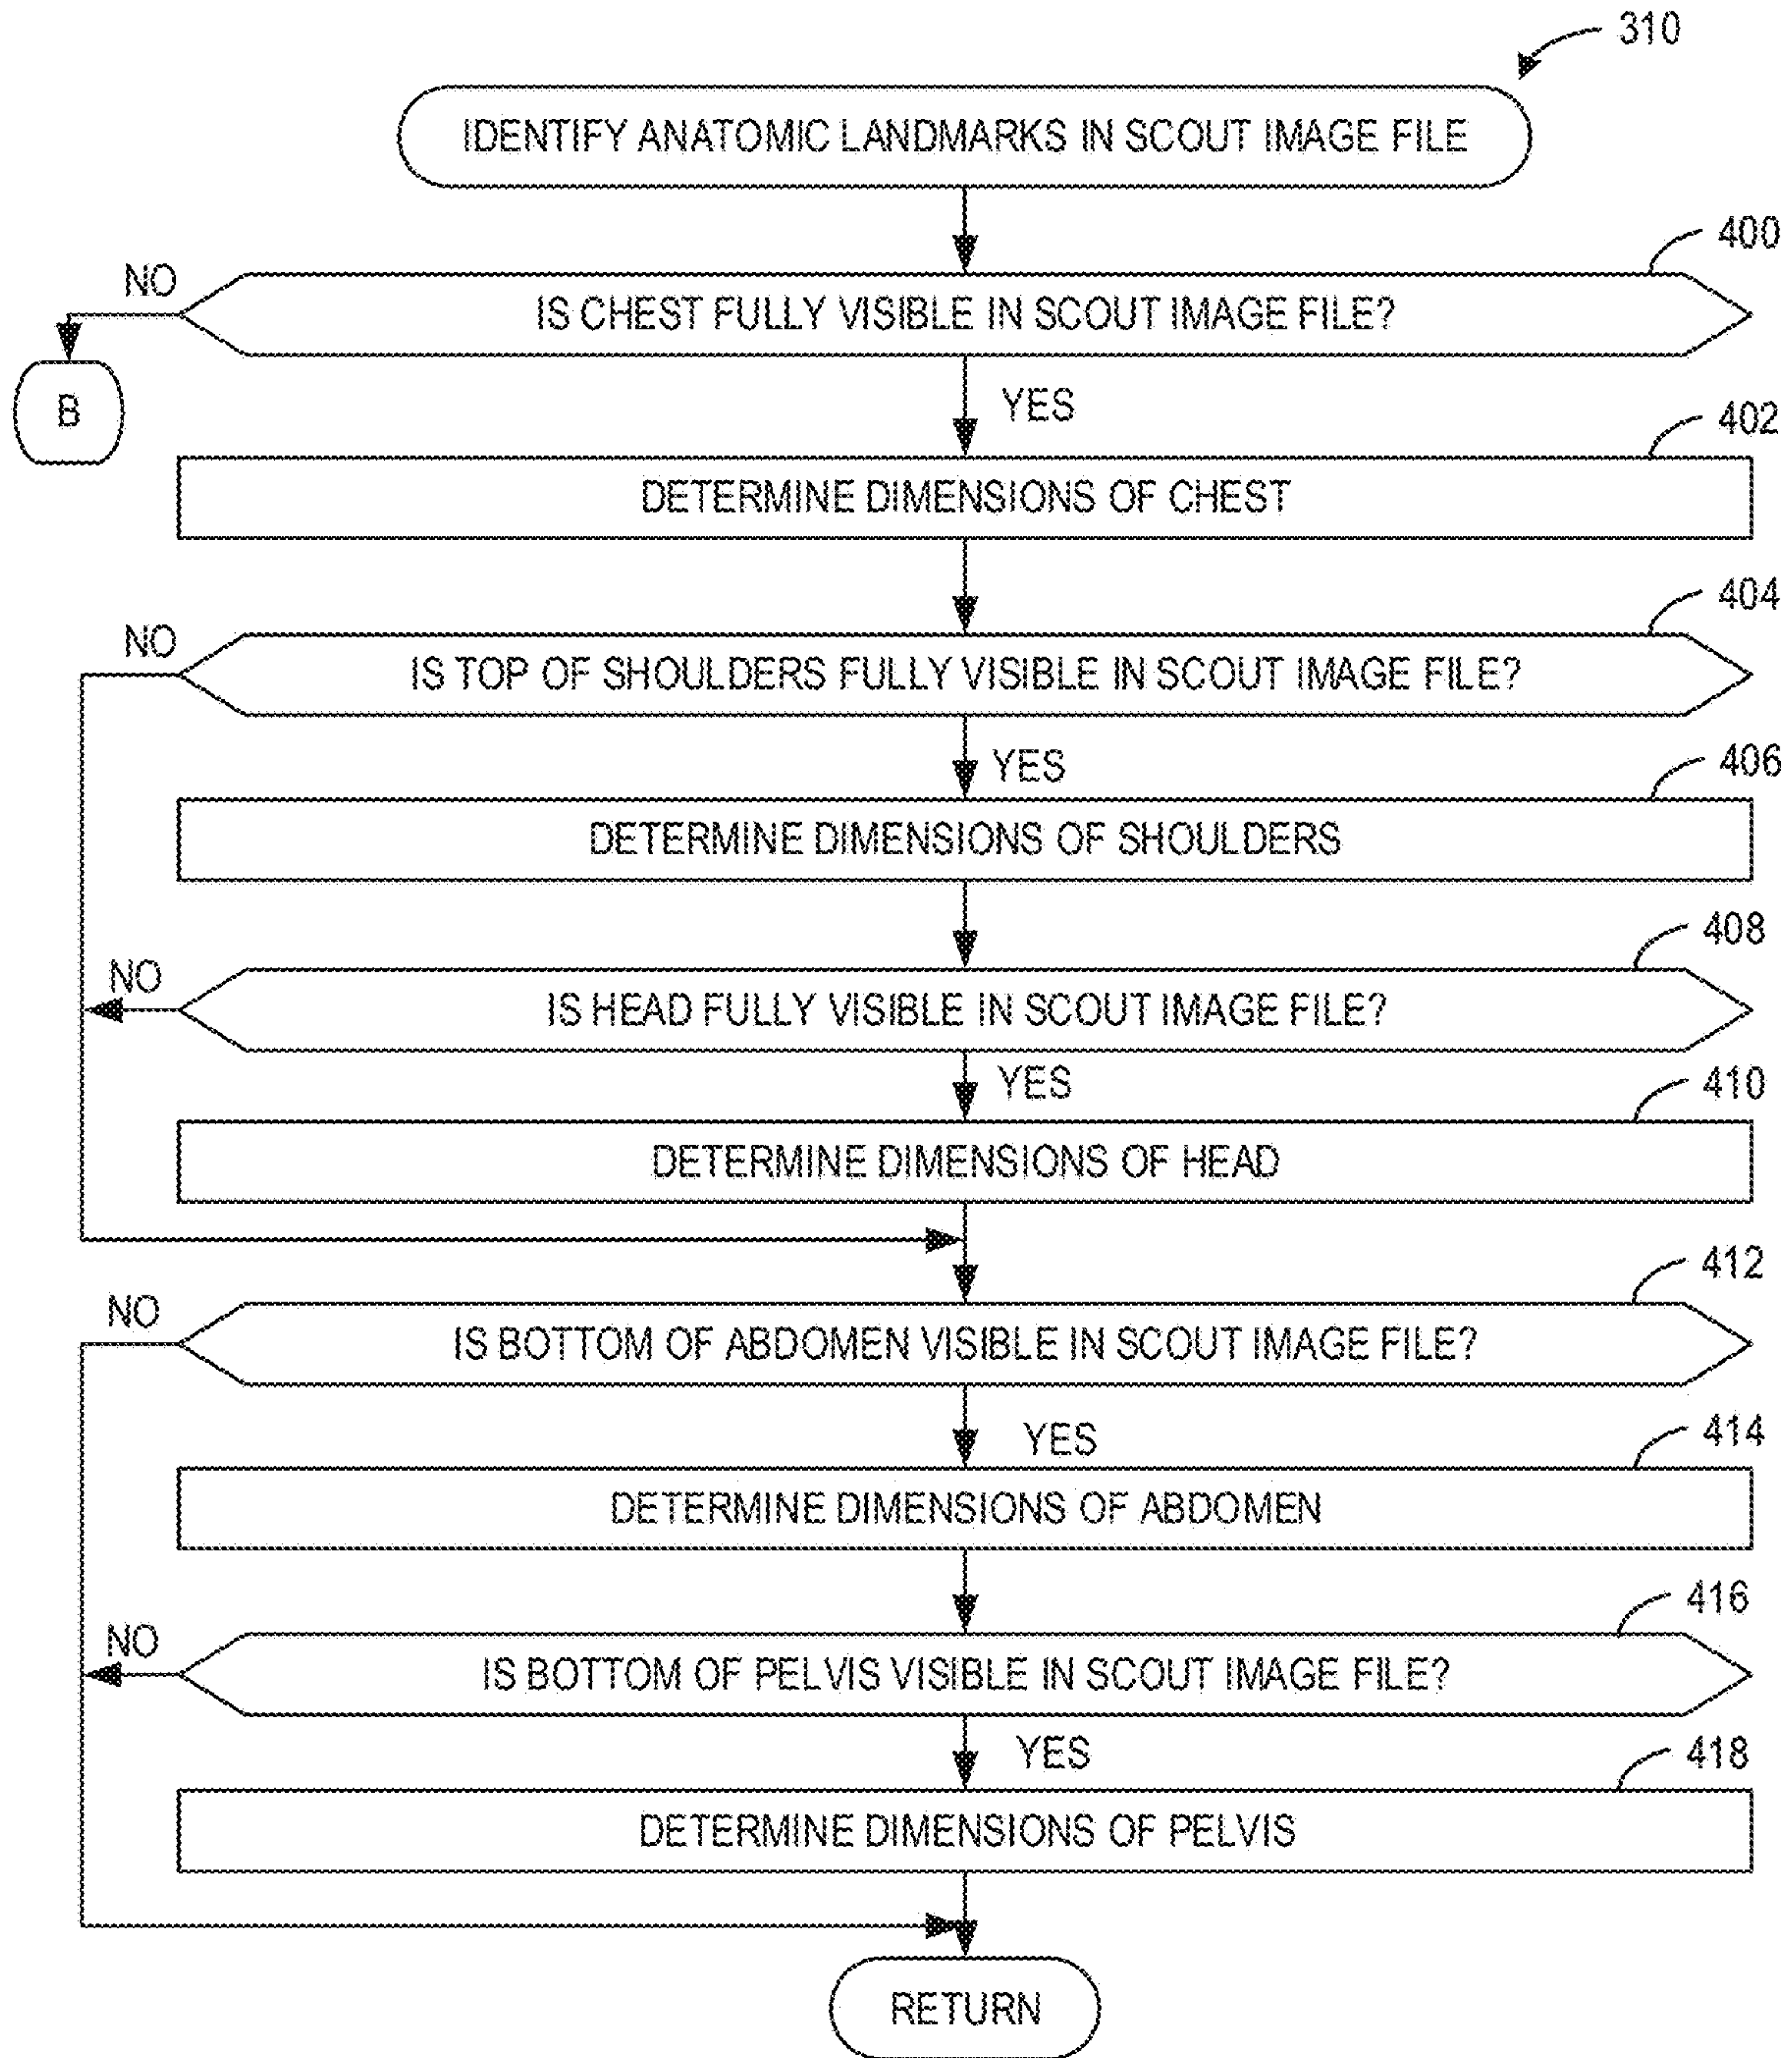 310
IDENTIFY ANATOMIC LANDMARKS IN SCOUT IMAGE FILE
400
NO
IS CHEST FULLY VISIBLE IN SCOUT IMAGE FILE?
B
YES
402
DETERMINE DIMENSIONS OF CHEST
404
NO
IS TOP OF SHOULDERS FULLY VISIBLE IN SCOUT IMAGE FILE?
YES
406
DETERMINE DIMENSIONS OF SHOULDERS
408
NO
IS HEAD FULLY VISIBLE IN SCOUT IMAGE FILE?
YES
410
DETERMINE DIMENSIONS OF HEAD
412
NO
IS BOTTOM OF ABDOMEN VISIBLE IN SCOUT IMAGE FILE?
YES
414
DETERMINE DIMENSIONS OF ABDOMEN
416
NO
IS BOTTOM OF PELVIS VISIBLE IN SCOUT IMAGE FILE?
YES
418
DETERMINE DIMENSIONS OF PELVIS
RETURN